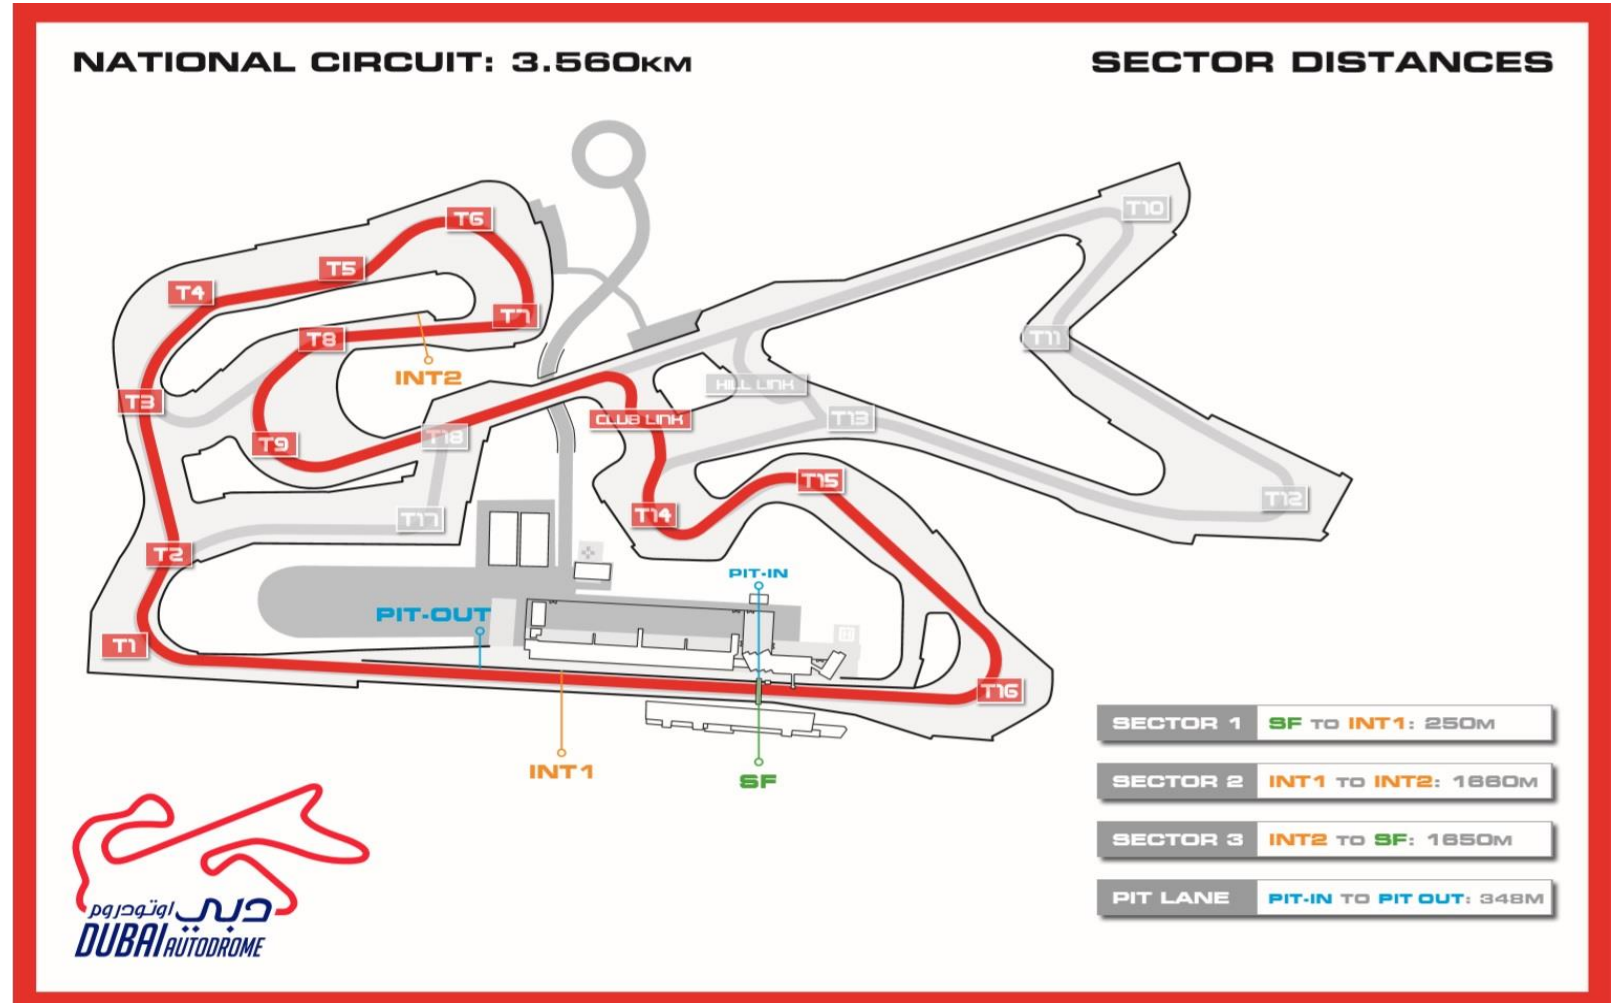 NATIONAL CIRCUIT: 3.560KM
SECTOR DISTANCES
T10
T6
T5
T4
T7
T8
T11
INT2
HILL LINK
T3
CLUB LINK
T13
T18
T9
T15
T12
T14
T17
T2
PIT-IN
PIT-OUT
T1
T16
SECTOR 1 SF TO INT1: 250M
INT1
SF
SECTOR 2 INT1 TO INT2: 1660M
SECTOR 3 INT2 TO SF: 1650M
PIT LANE PIT-IN TO PIT OUT: 348M
دبي اوتودروم
DUBAI AUTODROME